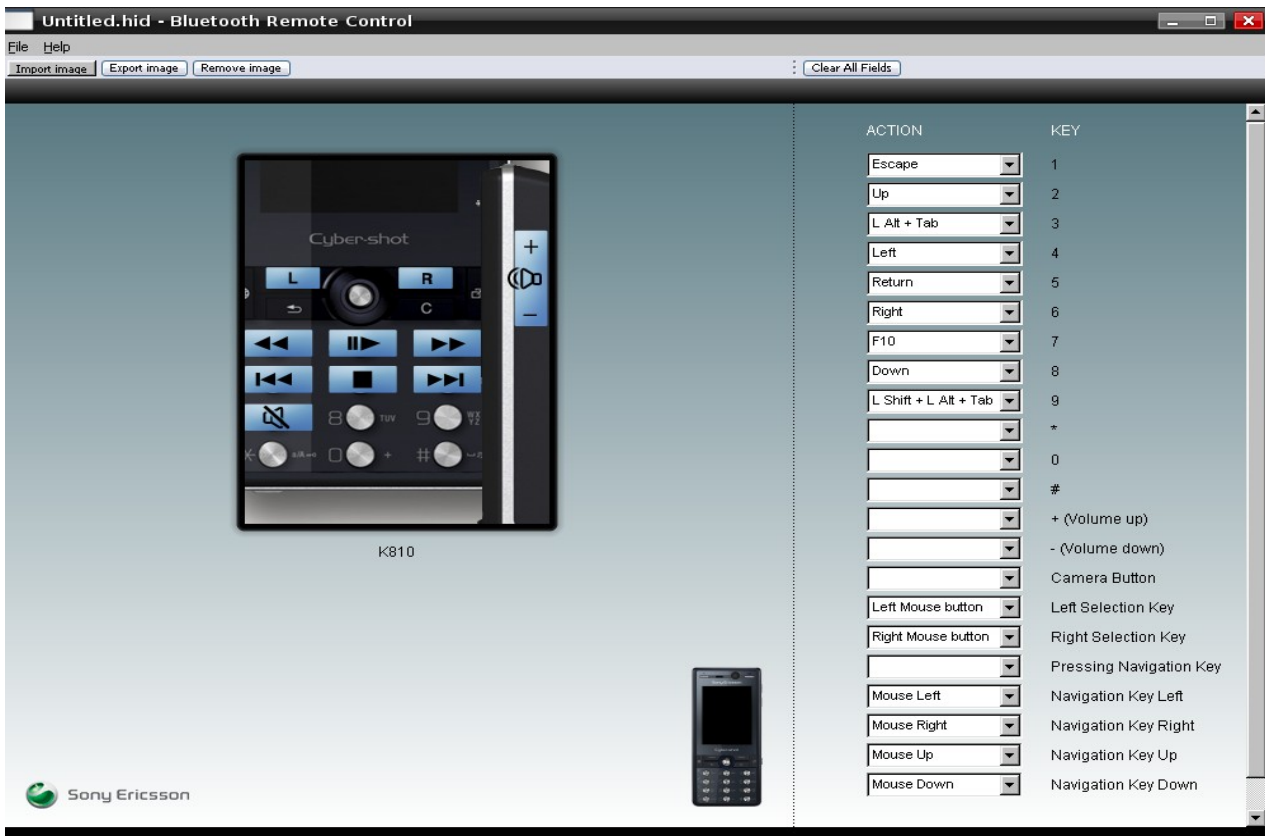 Untitled.hid - Bluetooth Remote Control
File Help
Import image Export image Remove image Clear All Fields
ACTION KEY
Escape 1
Up 2
L Alt + Tab 3
Left 4
Return 5
Right 6
F10 7
Down 8
L Shift + L Alt + Tab 9
*
0
#
+ (Volume up)
- (Volume down)
Camera Button
Left Mouse button Left Selection Key
Right Mouse button Right Selection Key
Pressing Navigation Key
Mouse Left Navigation Key Left
Mouse Right Navigation Key Right
Mouse Up Navigation Key Up
Mouse Down Navigation Key Down
Cyber-shot
+
L R
C
–
8 TUV 9 WXYZ
0 + #
K810
Sony Ericsson